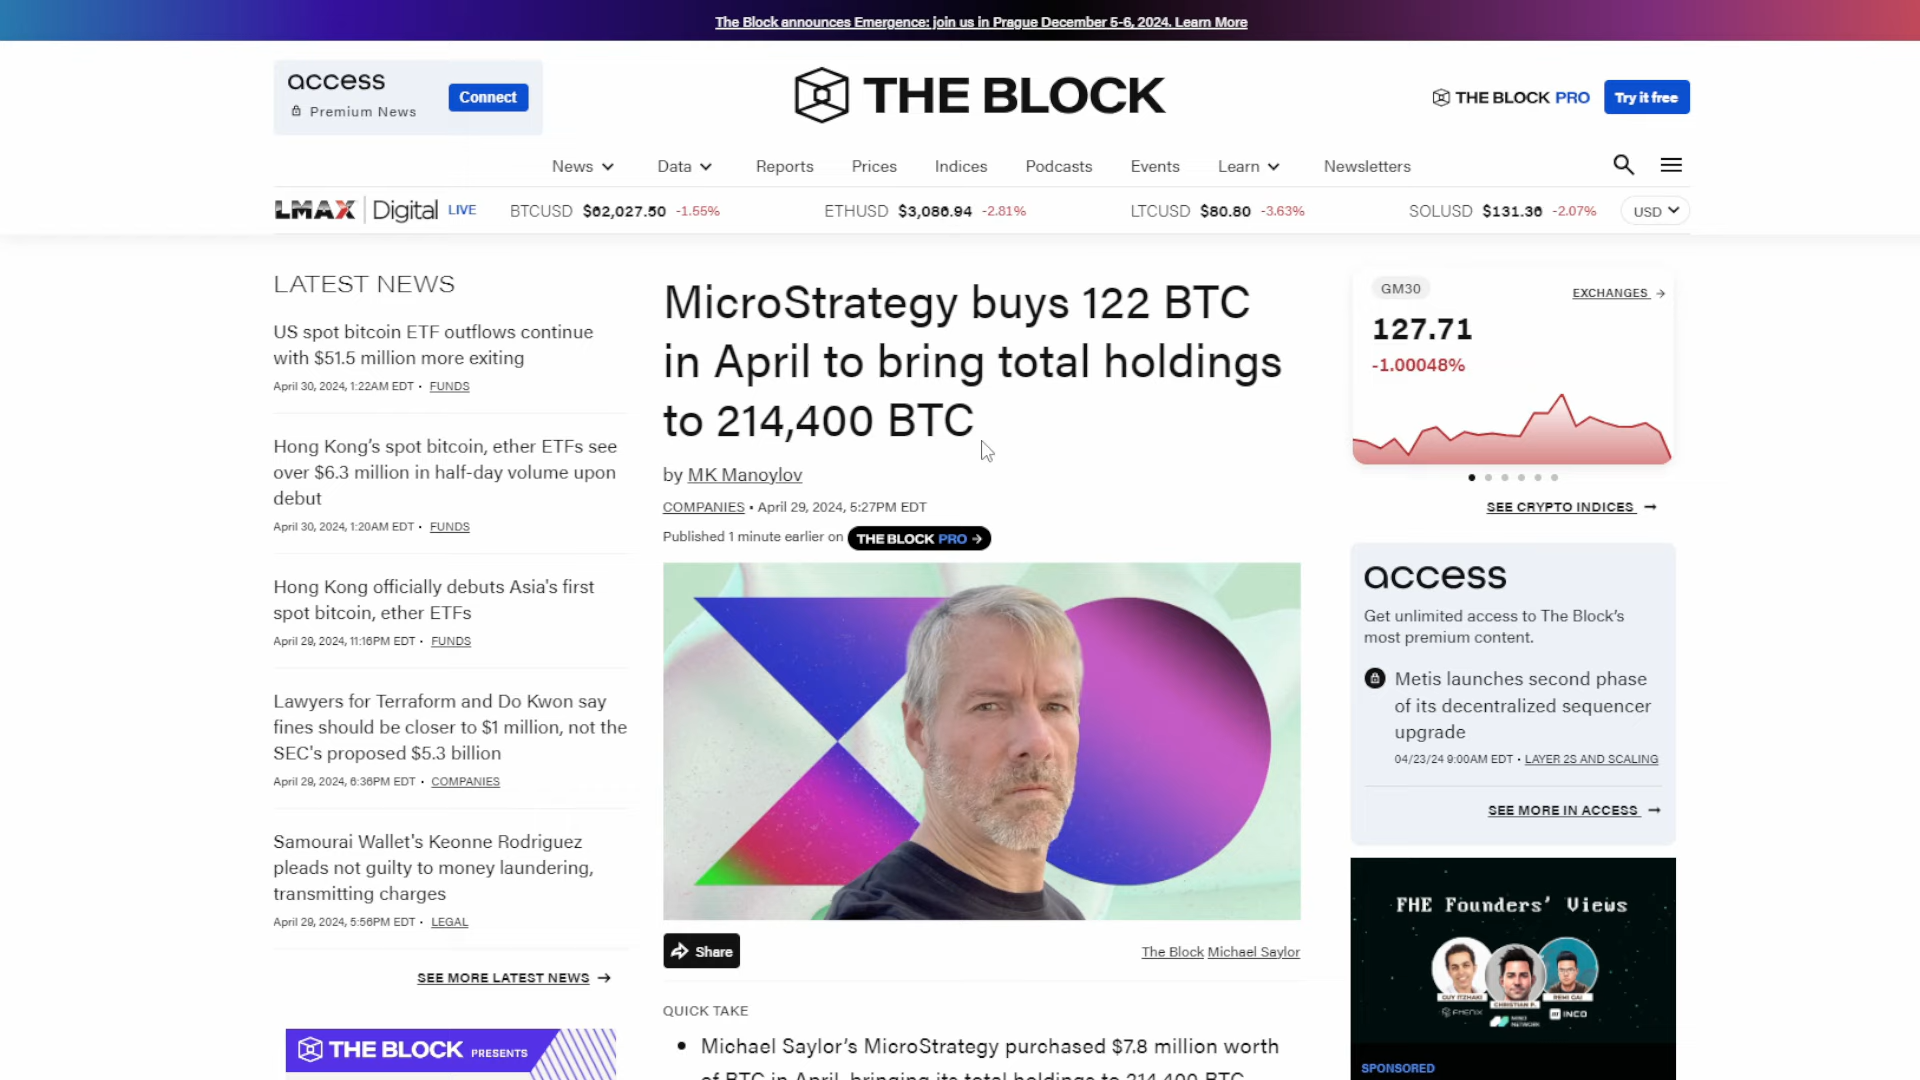 The Block announces Emergence: join us in Prague December 5-6, 2024. Learn More
access
Premium News
Connect
THE BLOCK
THE BLOCK PRO
Try it free
News
Data
Reports
Prices
Indices
Podcasts
Events
Learn
Newsletters
LMAX Digital LIVE
BTCUSD $62,027.50 -1.55%
ETHUSD $3,086.94 -2.81%
LTCUSD $80.80 -3.63%
SOLUSD $131.36 -2.07%
USD
LATEST NEWS
US spot bitcoin ETF outflows continue
with $51.5 million more exiting
April 30, 2024, 1:22AM EDT • FUNDS
Hong Kong’s spot bitcoin, ether ETFs see
over $6.3 million in half-day volume upon
debut
April 30, 2024, 1:20AM EDT • FUNDS
Hong Kong officially debuts Asia's first
spot bitcoin, ether ETFs
April 29, 2024, 11:16PM EDT • FUNDS
Lawyers for Terraform and Do Kwon say
fines should be closer to $1 million, not the
SEC's proposed $5.3 billion
April 29, 2024, 6:36PM EDT • COMPANIES
Samourai Wallet's Keonne Rodriguez
pleads not guilty to money laundering,
transmitting charges
April 29, 2024, 5:56PM EDT • LEGAL
SEE MORE LATEST NEWS →
THE BLOCK PRESENTS
MicroStrategy buys 122 BTC
in April to bring total holdings
to 214,400 BTC
by MK Manoylov
COMPANIES • April 29, 2024, 5:27PM EDT
Published 1 minute earlier on THE BLOCK PRO →
Share
The Block Michael Saylor
QUICK TAKE
• Michael Saylor’s MicroStrategy purchased $7.8 million worth
of BTC in April, bringing its total holdings to 214,400 BTC
GM30
EXCHANGES →
127.71
-1.00048%
SEE CRYPTO INDICES →
access
Get unlimited access to The Block’s
most premium content.
Metis launches second phase
of its decentralized sequencer
upgrade
04/23/24 9:00AM EDT • LAYER 2S AND SCALING
SEE MORE IN ACCESS →
FHE Founders’ Views
GUY ITZHAKI
CHRISTIAN P.
REMI GAI
FHENIX
MIND NETWORK
INCO
SPONSORED